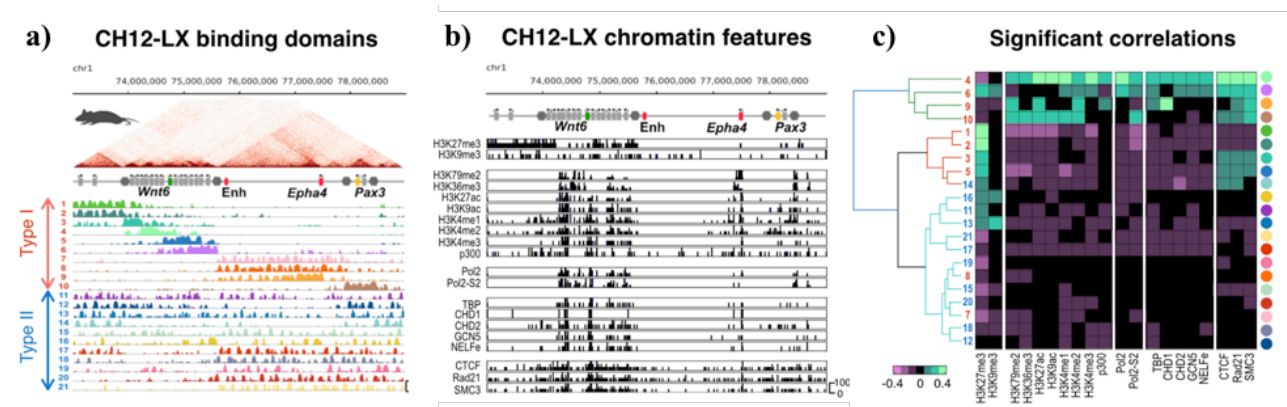 a)
CH12-LX binding domains
chr1
74,000,000 75,000,000 76,000,000 77,000,000 78,000,000
Wnt6 Enh Epha4 Pax3
Type I
1
2
3
4
5
6
7
8
9
10
Type II
11
12
13
14
15
16
17
18
19
20
b)
CH12-LX chromatin features
chr1
74,000,000 75,000,000 76,000,000 77,000,000 78,000,000
Wnt6 Enh Epha4 Pax3
H3K27me3
H3K9me3
H3K79me2
H3K36me3
H3K27ac
H3K9ac
H3K4me1
H3K4me2
H3K4me3
p300
Pol2
Pol2-S2
TBP
CHD1
CHD2
GCN5
NELFe
CTCF
Rad21
SMC3
100
0
c)
Significant correlations
4
6
9
10
1
2
3
5
14
16
11
13
21
17
19
8
15
20
7
18
12
-0.4 0.4
H3K27me3
H3K9me3
H3K79me2
H3K36me3
H3K27ac
H3K9ac
H3K4me1
H3K4me2
H3K4me3
p300
Pol2
Pol2-S2
TBP
CHD1
CHD2
GCN5
NELFe
CTCF
Rad21
SMC3